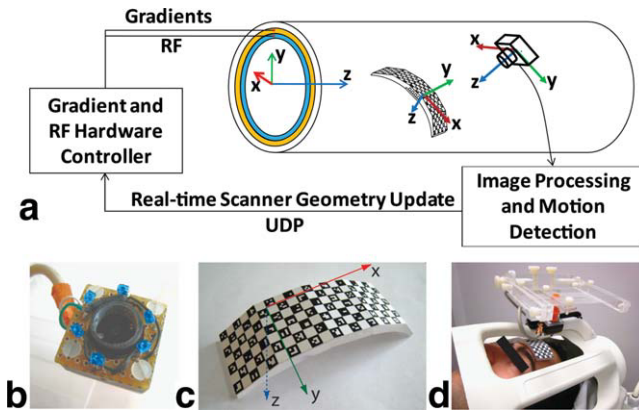 Gradients
RF
y
x
z
x
y
z
y
z
x
Gradient and
RF Hardware
Controller
Image Processing
and Motion
Detection
Real-time Scanner Geometry Update
UDP
a
x
y
z
b
c
d